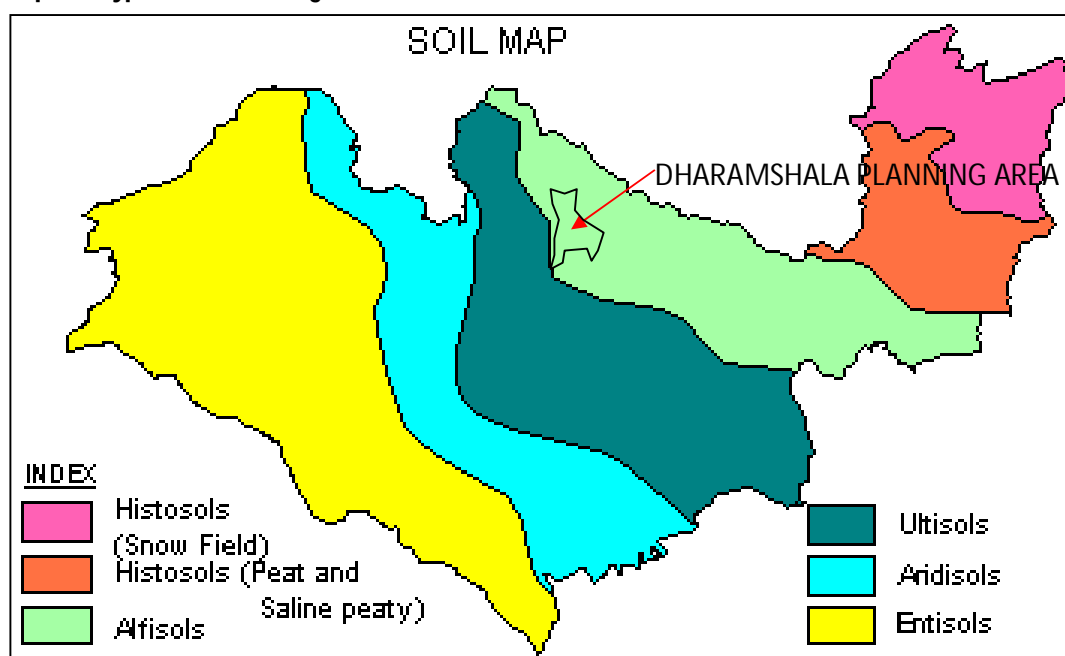 SOIL MAP
DHARAMSHALA PLANNING AREA
INDEX
Histosols
(Snow Field)
Histosols (Peat and
Saline peaty)
Alfisols
Ultisols
Aridisols
Entisols